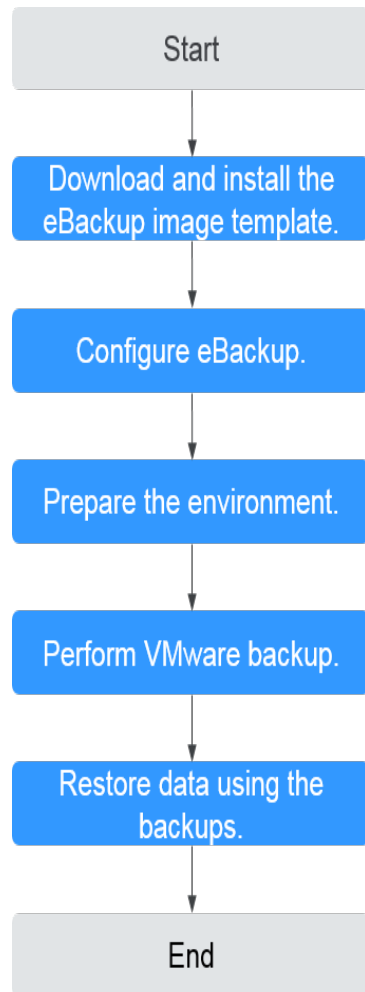 Start
Download and install the
eBackup image template.
Configure eBackup.
Prepare the environment.
Perform VMware backup.
Restore data using the
backups.
End